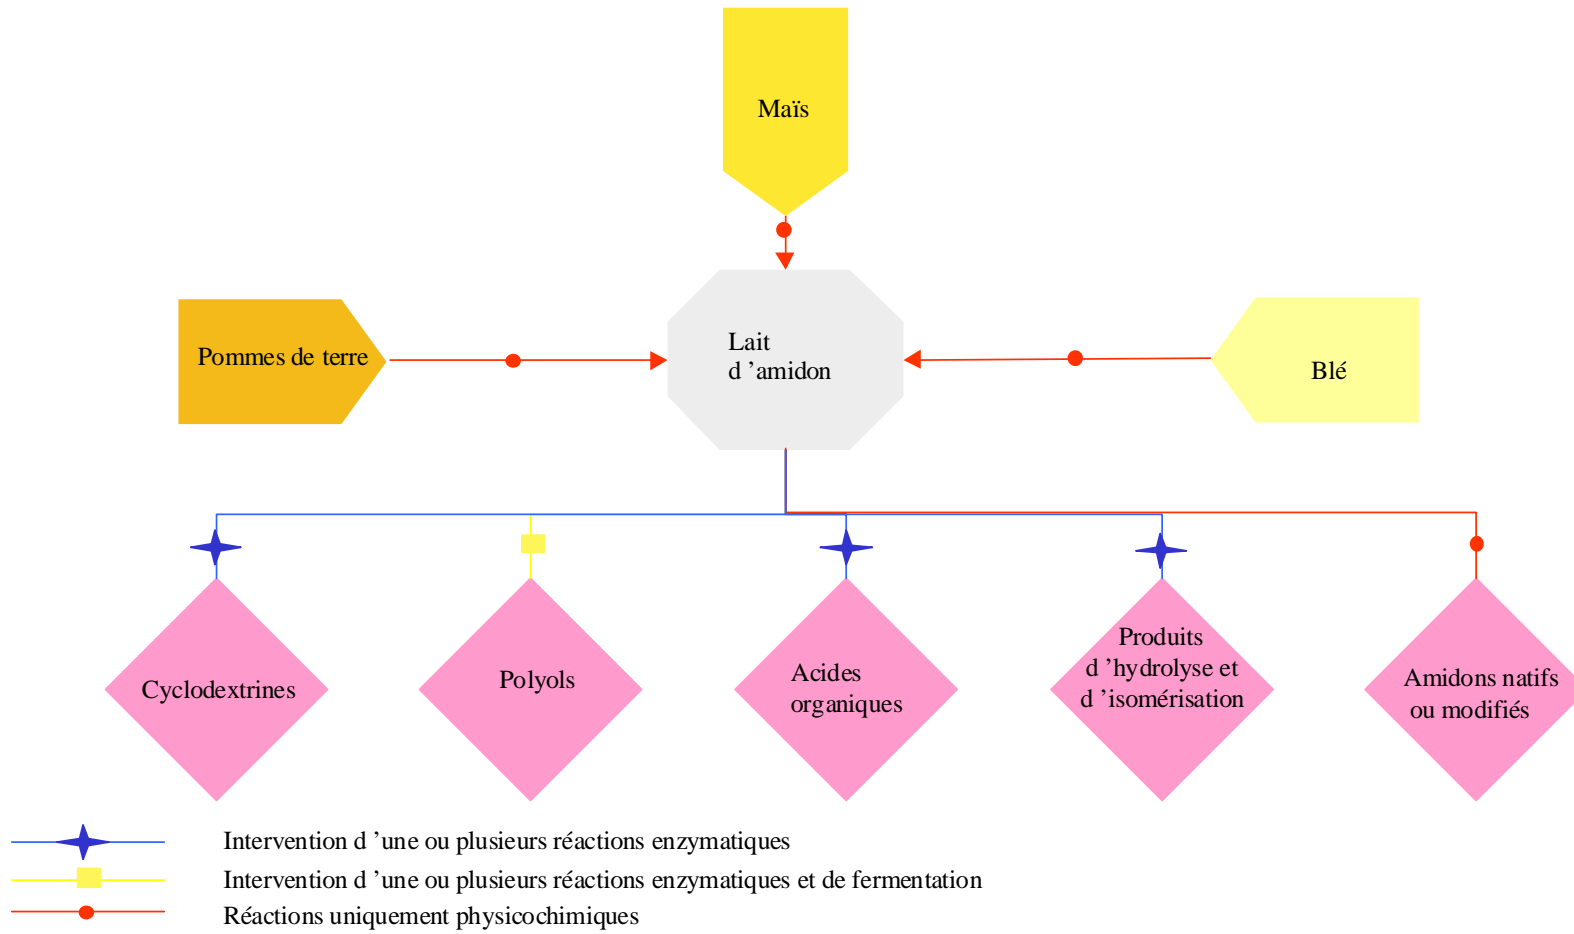 Maïs
Pommes de terre
Lait
d ’amidon
Blé
Cyclodextrines
Polyols
Acides
organiques
Produits
d ’hydrolyse et
d ’isomérisation
Amidons natifs
ou modifiés
Intervention d ’une ou plusieurs réactions enzymatiques
Intervention d ’une ou plusieurs réactions enzymatiques et de fermentation
Réactions uniquement physicochimiques